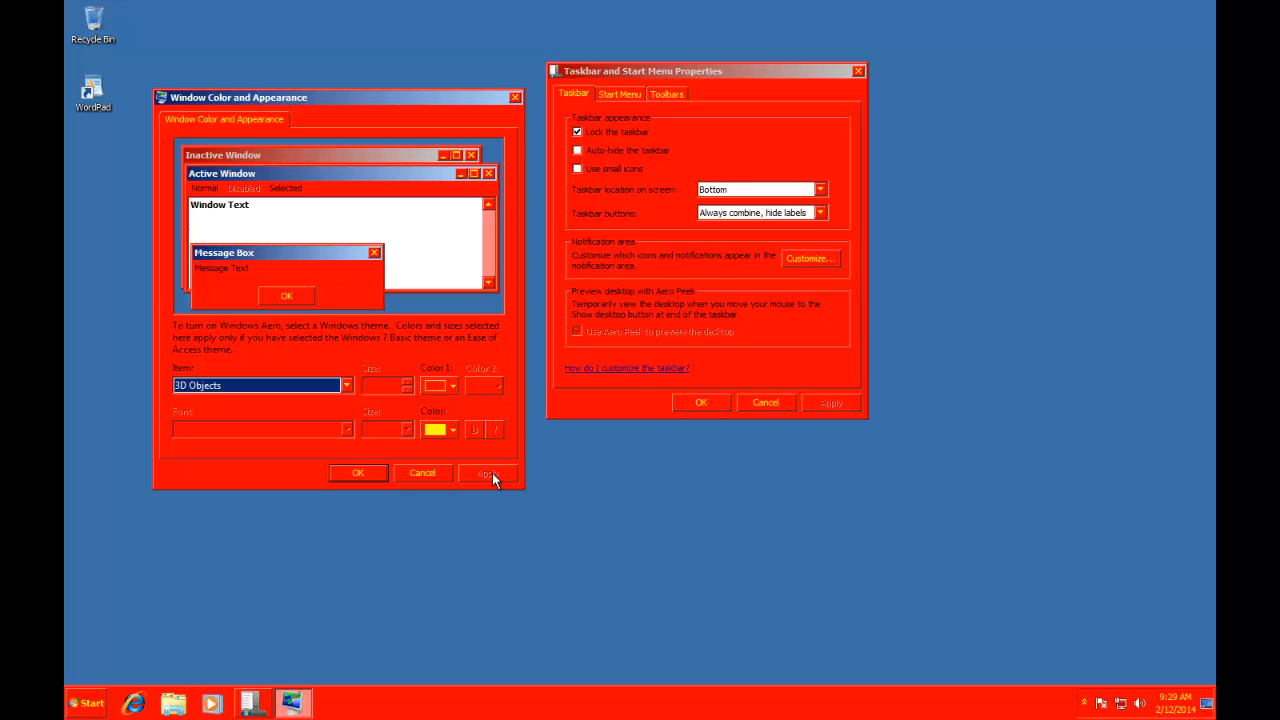 Recycle Bin
WordPad
Window Color and Appearance
Window Color and Appearance
Inactive Window
Active Window
Normal Disabled Selected
Window Text
Message Box
Message Text
OK
To turn on Windows Aero, select a Windows theme. Colors and sizes selected
here apply only if you have selected the Windows 7 Basic theme or an Ease of
Access theme.
Item: Size: Color 1: Color 2:
3D Objects
Font: Size: Color:
B I
OK Cancel Apply
Taskbar and Start Menu Properties
Taskbar Start Menu Toolbars
Taskbar appearance
Lock the taskbar
Auto-hide the taskbar
Use small icons
Taskbar location on screen: Bottom
Taskbar buttons: Always combine, hide labels
Notification area
Customize which icons and notifications appear in the
notification area.
Customize...
Preview desktop with Aero Peek
Temporarily view the desktop when you move your mouse to the
Show desktop button at end of the taskbar.
Use Aero Peek to preview the desktop
How do I customize the taskbar?
OK Cancel Apply
Start
9:29 AM
2/12/2014